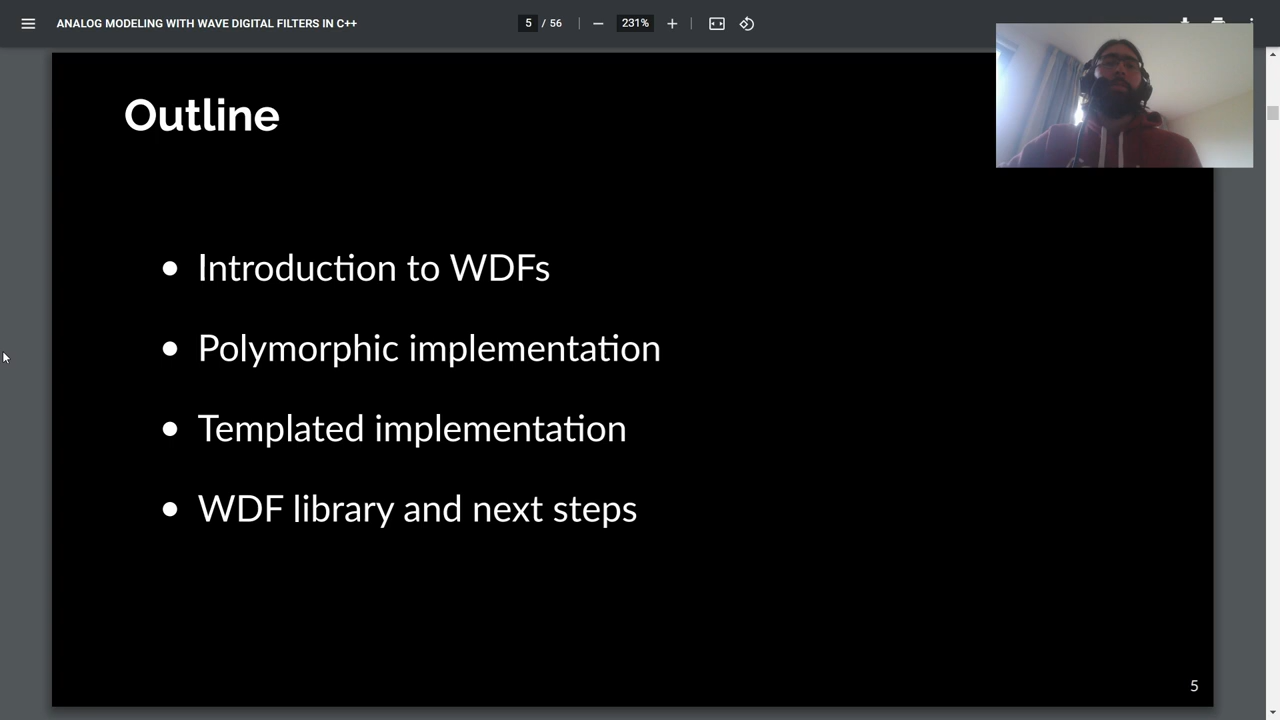 ANALOG MODELING WITH WAVE DIGITAL FILTERS IN C++
5 / 56
231%
Outline
• Introduction to WDFs
• Polymorphic implementation
• Templated implementation
• WDF library and next steps
5